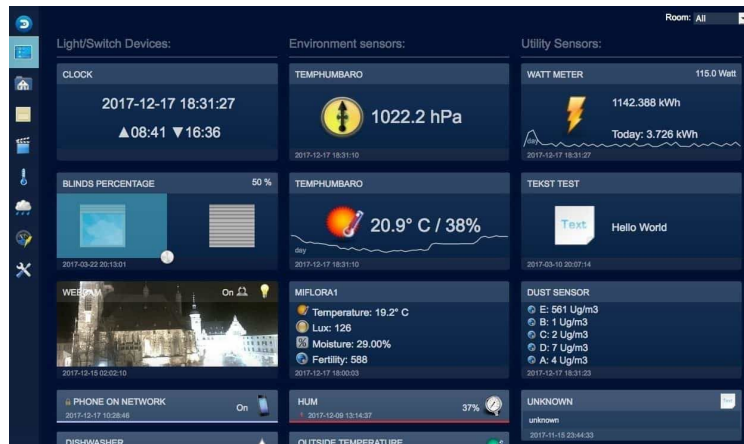 Room: All
Light/Switch Devices:
Environment sensors:
Utility Sensors:
CLOCK
2017-12-17 18:31:27
▲08:41 ▼16:36
TEMPHUMBARO
1022.2 hPa
2017-12-17 18:31:10
WATT METER 115.0 Watt
1142.388 kWh
Today: 3.726 kWh
day
2017-12-17 18:31:27
BLINDS PERCENTAGE 50 %
2017-03-22 20:13:01
TEMPHUMBARO
20.9° C / 38%
day
2017-12-17 18:31:10
TEKST TEST
Text
Hello World
2017-03-10 20:07:14
WEBCAM On
2017-12-15 02:02:10
MIFLORA1
Temperature: 19.2° C
Lux: 126
Moisture: 29.00%
Fertility: 588
2017-12-17 18:00:03
DUST SENSOR
E: 561 Ug/m3
B: 1 Ug/m3
C: 2 Ug/m3
D: 7 Ug/m3
A: 4 Ug/m3
2017-12-17 18:31:23
PHONE ON NETWORK On
2017-12-17 10:28:46
HUM 37%
2017-12-09 13:14:37
UNKNOWN
Text
unknown
2017-11-15 23:44:33
DISHWASHER
OUTSIDE TEMPERATURE